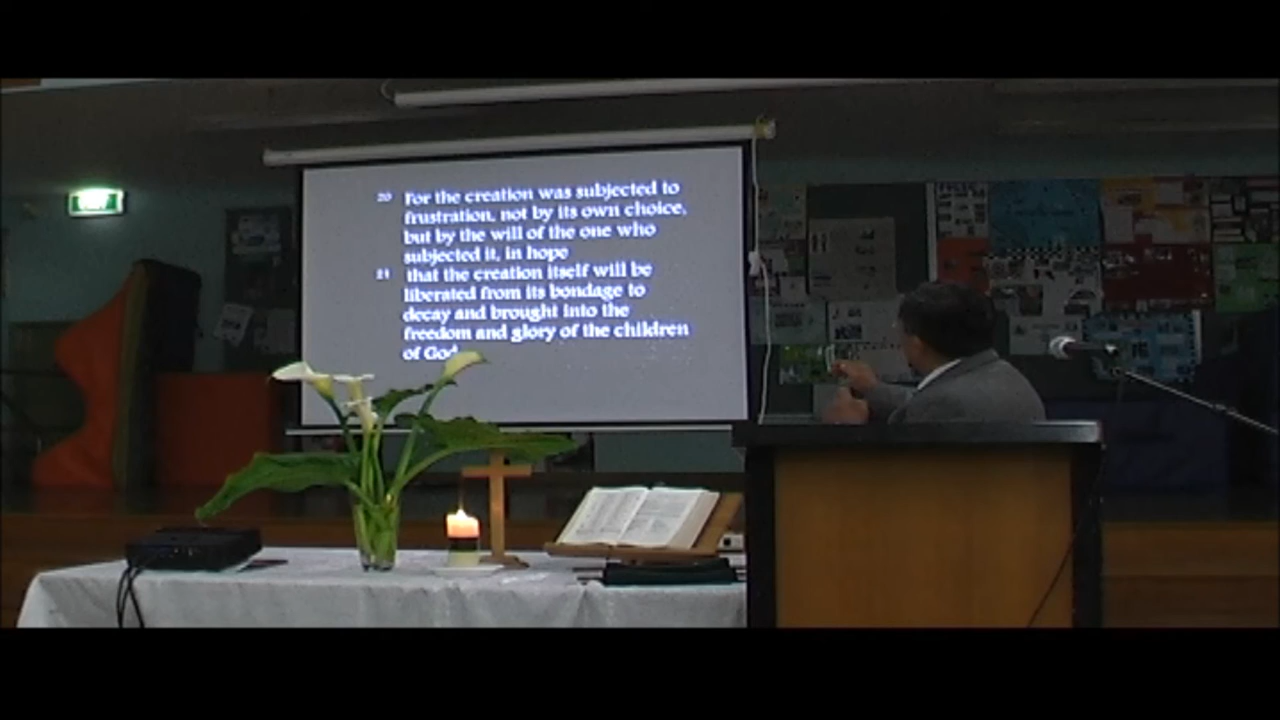 20 For the creation was subjected to
frustration, not by its own choice,
but by the will of the one who
subjected it, in hope
21 that the creation itself will be
liberated from its bondage to
decay and brought into the
freedom and glory of the children
of God